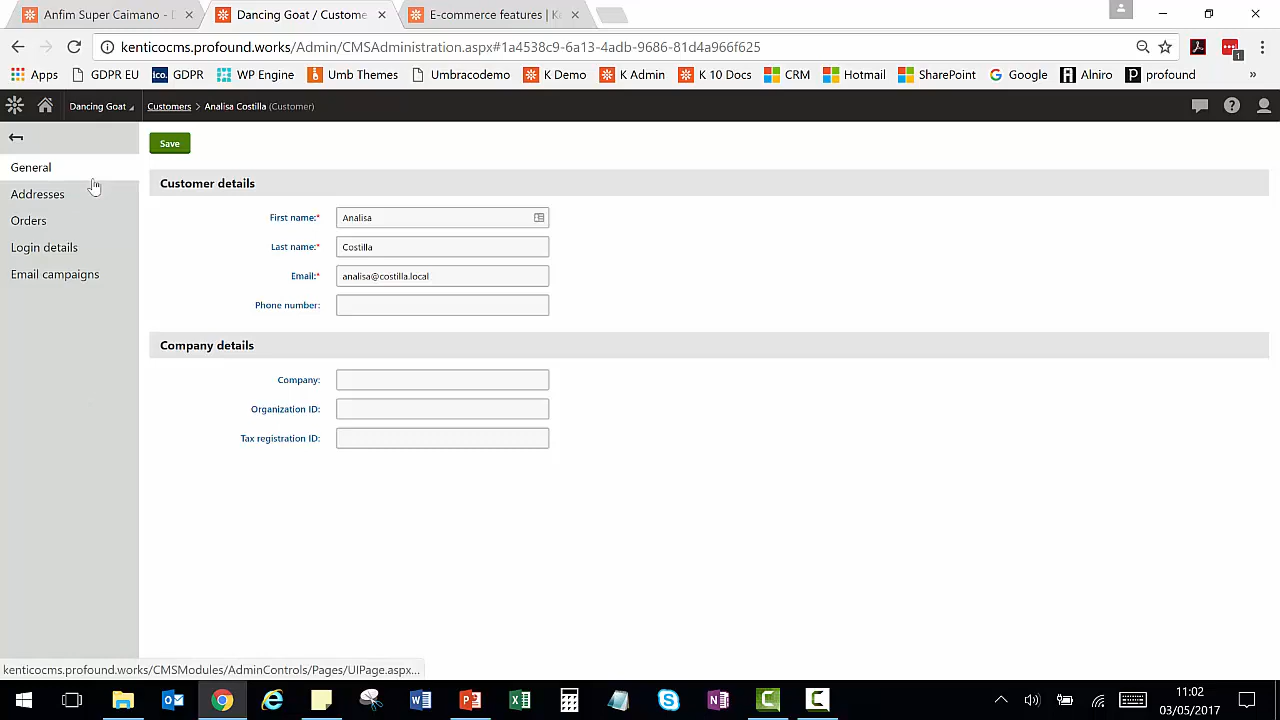 Anfim Super Caimano - D
Dancing Goat / Custome
E-commerce features | Ke
kenticocms.profound.works/Admin/CMSAdministration.aspx#1a4538c9-6a13-4adb-9686-81d4a966f625
Apps GDPR EU ico. GDPR WP Engine Umb Themes Umbracodemo K Demo K Admin K 10 Docs CRM Hotmail SharePoint Google Alniro profound »
Dancing Goat Customers > Analisa Costilla (Customer)
General
Addresses
Orders
Login details
Email campaigns
Save
Customer details
First name:* Analisa
Last name:* Costilla
Email:* analisa@costilla.local
Phone number:
Company details
Company:
Organization ID:
Tax registration ID:
kenticocms.profound.works/CMSModules/AdminControls/Pages/UIPage.aspx...
11:02
03/05/2017